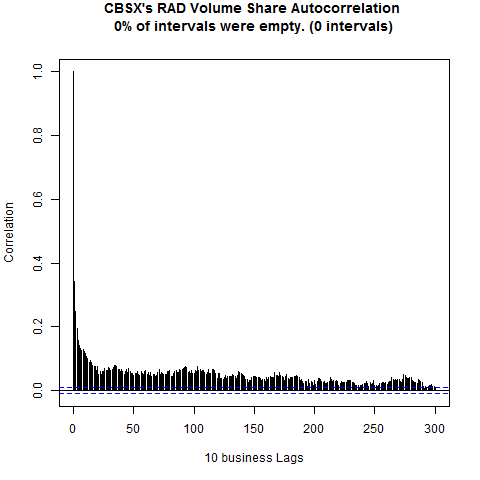 CBSX's RAD Volume Share Autocorrelation
0% of intervals were empty. (0 intervals)
Correlation
1.0
0.8
0.6
0.4
0.2
0.0
0 50 100 150 200 250 300
10 business Lags